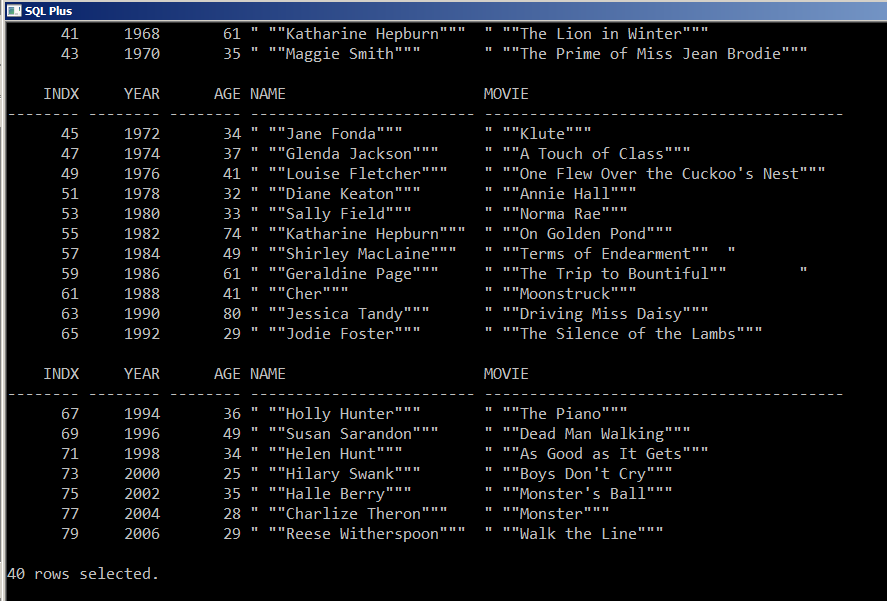 SQL Plus
41 1968 61 " ""Katharine Hepburn""" " ""The Lion in Winter"""
43 1970 35 " ""Maggie Smith""" " ""The Prime of Miss Jean Brodie"""
INDX YEAR AGE NAME MOVIE
-------- -------- -------- ------------------------- ----------------------------------------
45 1972 34 " ""Jane Fonda""" " ""Klute"""
47 1974 37 " ""Glenda Jackson""" " ""A Touch of Class"""
49 1976 41 " ""Louise Fletcher""" " ""One Flew Over the Cuckoo's Nest"""
51 1978 32 " ""Diane Keaton""" " ""Annie Hall"""
53 1980 33 " ""Sally Field""" " ""Norma Rae"""
55 1982 74 " ""Katharine Hepburn""" " ""On Golden Pond"""
57 1984 49 " ""Shirley MacLaine""" " ""Terms of Endearment"" "
59 1986 61 " ""Geraldine Page""" " ""The Trip to Bountiful"" "
61 1988 41 " ""Cher""" " ""Moonstruck"""
63 1990 80 " ""Jessica Tandy""" " ""Driving Miss Daisy"""
65 1992 29 " ""Jodie Foster""" " ""The Silence of the Lambs"""
INDX YEAR AGE NAME MOVIE
-------- -------- -------- ------------------------- ----------------------------------------
67 1994 36 " ""Holly Hunter""" " ""The Piano"""
69 1996 49 " ""Susan Sarandon""" " ""Dead Man Walking"""
71 1998 34 " ""Helen Hunt""" " ""As Good as It Gets"""
73 2000 25 " ""Hilary Swank""" " ""Boys Don't Cry"""
75 2002 35 " ""Halle Berry""" " ""Monster's Ball"""
77 2004 28 " ""Charlize Theron""" " ""Monster"""
79 2006 29 " ""Reese Witherspoon""" " ""Walk the Line"""
40 rows selected.